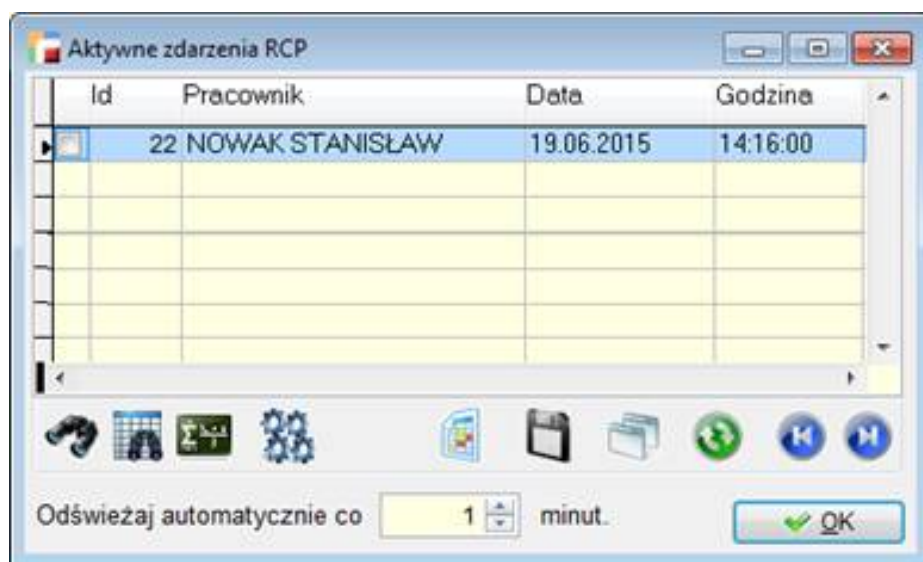 Aktywne zdarzenia RCP
Id Pracownik Data Godzina
22 NOWAK STANISŁAW 19.06.2015 14:16:00
Odświeżaj automatycznie co 1 minut.
OK